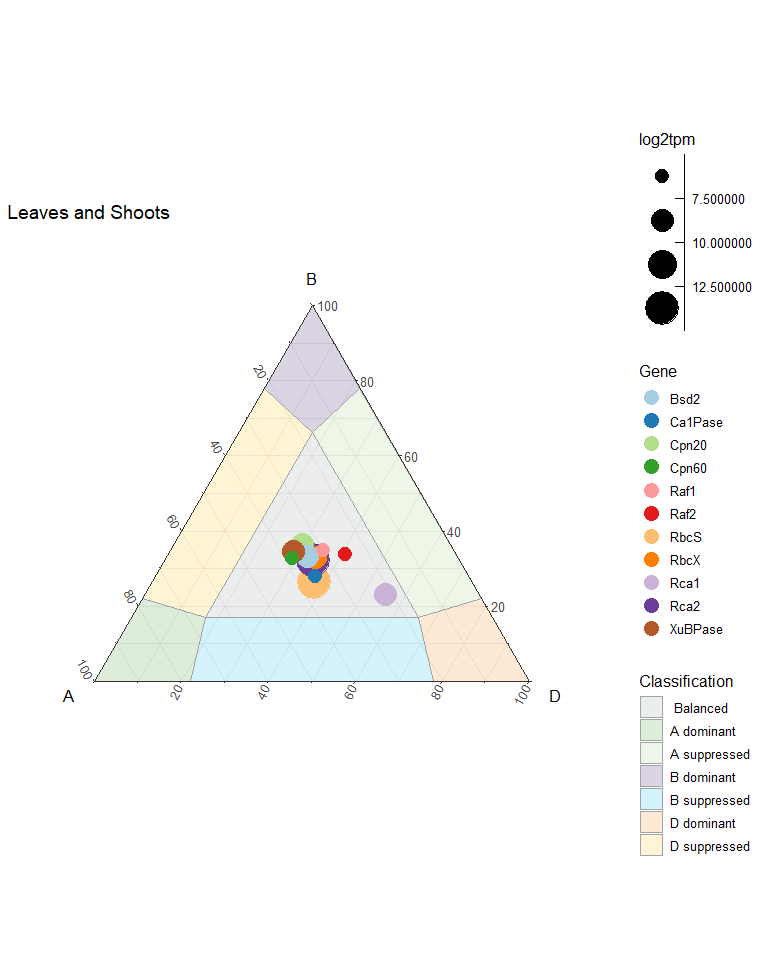 log2tpm
7.500000
10.000000
12.500000
Leaves and Shoots
B
100
80
60
40
20
20
40
60
80
100
A
20
40
60
80
100
D
Gene
Bsd2
Ca1Pase
Cpn20
Cpn60
Raf1
Raf2
RbcS
RbcX
Rca1
Rca2
XuBPase
Classification
Balanced
A dominant
A suppressed
B dominant
B suppressed
D dominant
D suppressed